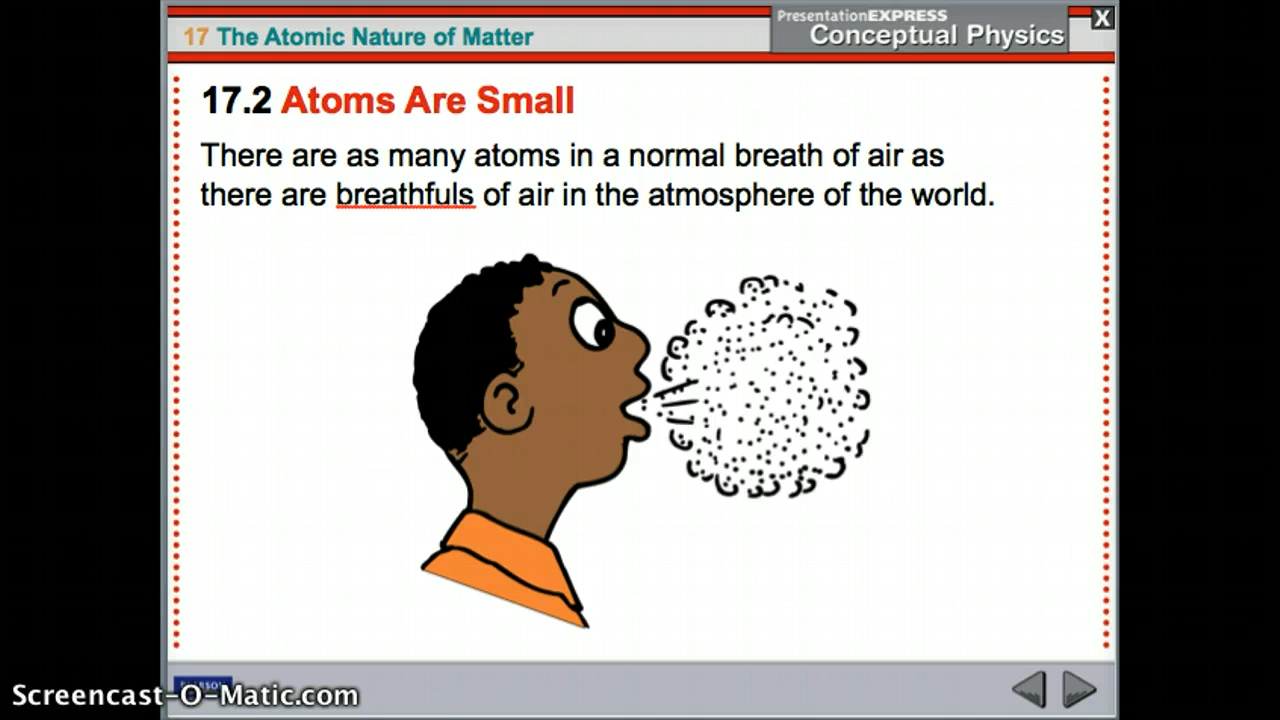 PresentationEXPRESS
X
17 The Atomic Nature of Matter
Conceptual Physics
17.2 Atoms Are Small
There are as many atoms in a normal breath of air as
there are breathfuls of air in the atmosphere of the world.
PEARSON
Screencast-O-Matic.com